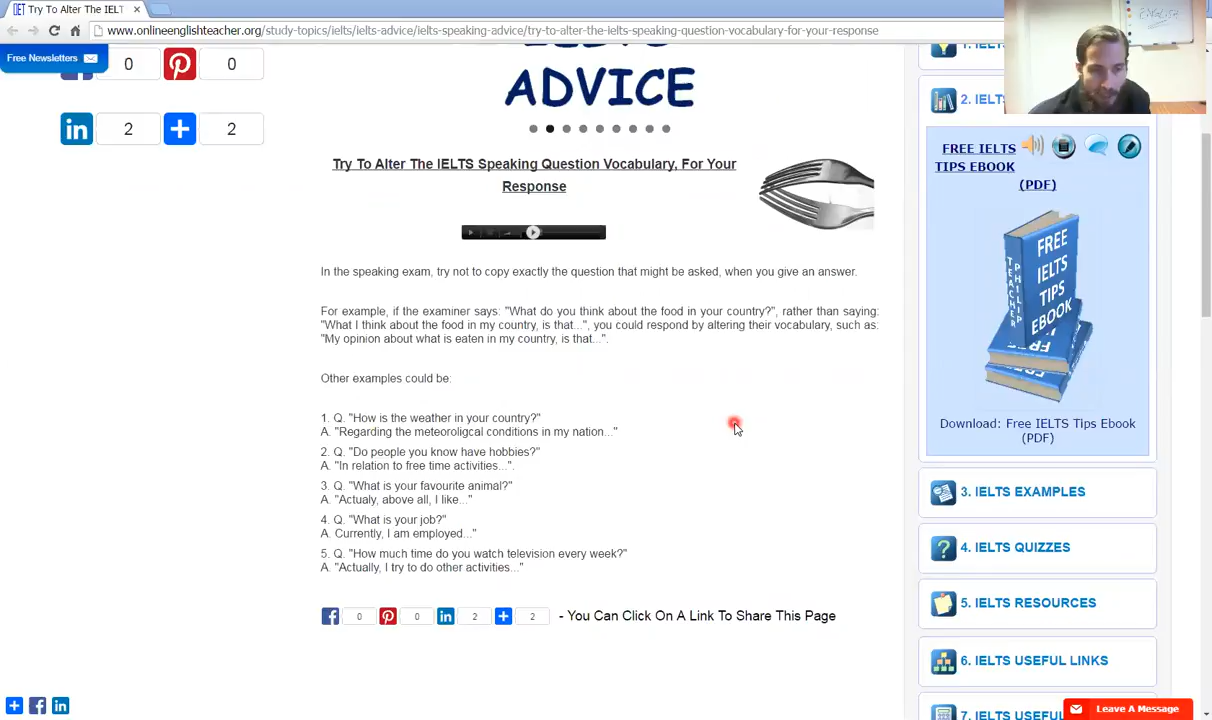 Try To Alter The IELT
www.onlineenglishteacher.org/study-topics/ielts/ielts-advice/ielts-speaking-advice/try-to-alter-the-ielts-speaking-question-vocabulary-for-your-response
ENGLISH
Free Newsletters
0
0
2
2
ADVICE
Try To Alter The IELTS Speaking Question Vocabulary, For Your
Response
In the speaking exam, try not to copy exactly the question that might be asked, when you give an answer.
For example, if the examiner says: "What do you think about the food in your country?", rather than saying:
"What I think about the food in my country, is that...", you could respond by altering their vocabulary, such as:
"My opinion about what is eaten in my country, is that...".
Other examples could be:
1. Q. "How is the weather in your country?"
A. "Regarding the meteoroligcal conditions in my nation..."
2. Q. "Do people you know have hobbies?"
A. "In relation to free time activities...".
3. Q. "What is your favourite animal?"
A. "Actualy, above all, I like..."
4. Q. "What is your job?"
A. Currently, I am employed..."
5. Q. "How much time do you watch television every week?"
A. "Actually, I try to do other activities..."
0
0
2
2
- You Can Click On A Link To Share This Page
2. IELTS
FREE IELTS
TIPS EBOOK
(PDF)
FREE
IELTS
TIPS
EBOOK
TEACHER
PHILIP
Download: Free IELTS Tips Ebook
(PDF)
3. IELTS EXAMPLES
4. IELTS QUIZZES
5. IELTS RESOURCES
6. IELTS USEFUL LINKS
7. IELTS USEFUL
Leave A Message